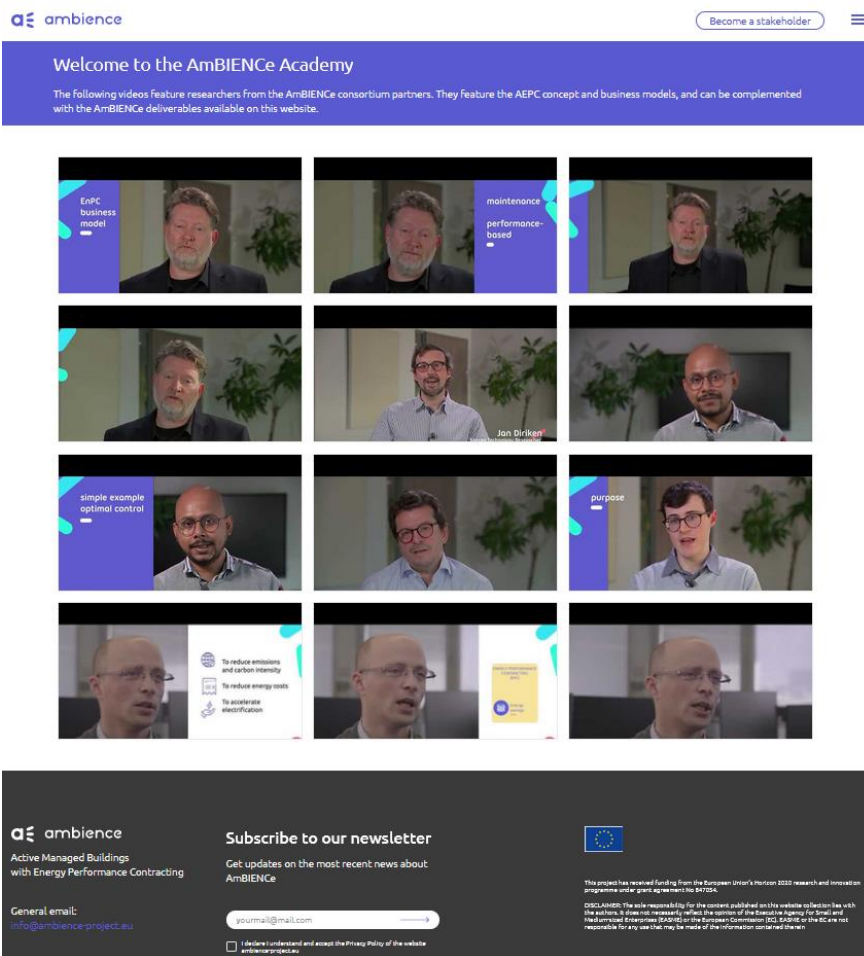 ambience
Become a stakeholder
Welcome to the AmBIENCe Academy
The following videos feature researchers from the AmBIENCe consortium partners. They feature the AEPC concept and business models, and can be complemented
with the AmBIENCe deliverables available on this website.
EnPC
business
model
maintenance
performance-
based
Jan Diriken
simple example
optimal control
purpose
To reduce emissions
and carbon intensity
To reduce energy costs
To accelerate
electrification
ENERGY PERFORMANCE
CONTRACTING
ambience
Active Managed Buildings
with Energy Performance Contracting
General email:
info@ambience-project.eu
Subscribe to our newsletter
Get updates on the most recent news about
AmBIENCe
yourmail@mail.com
I declare I understand and accept the Privacy Policy of the website
ambience-project.eu
This project has received funding from the European Union's Horizon 2020 research and innovation
programme under grant agreement No 847054.
DISCLAIMER: The sole responsibility for the content published on this website collection lies with
the authors. It does not necessarily reflect the opinion of the Executive Agency for Small and
Medium-sized Enterprises (EASME) or the European Commission (EC). EASME or the EC are not
responsible for any use that may be made of the information contained therein